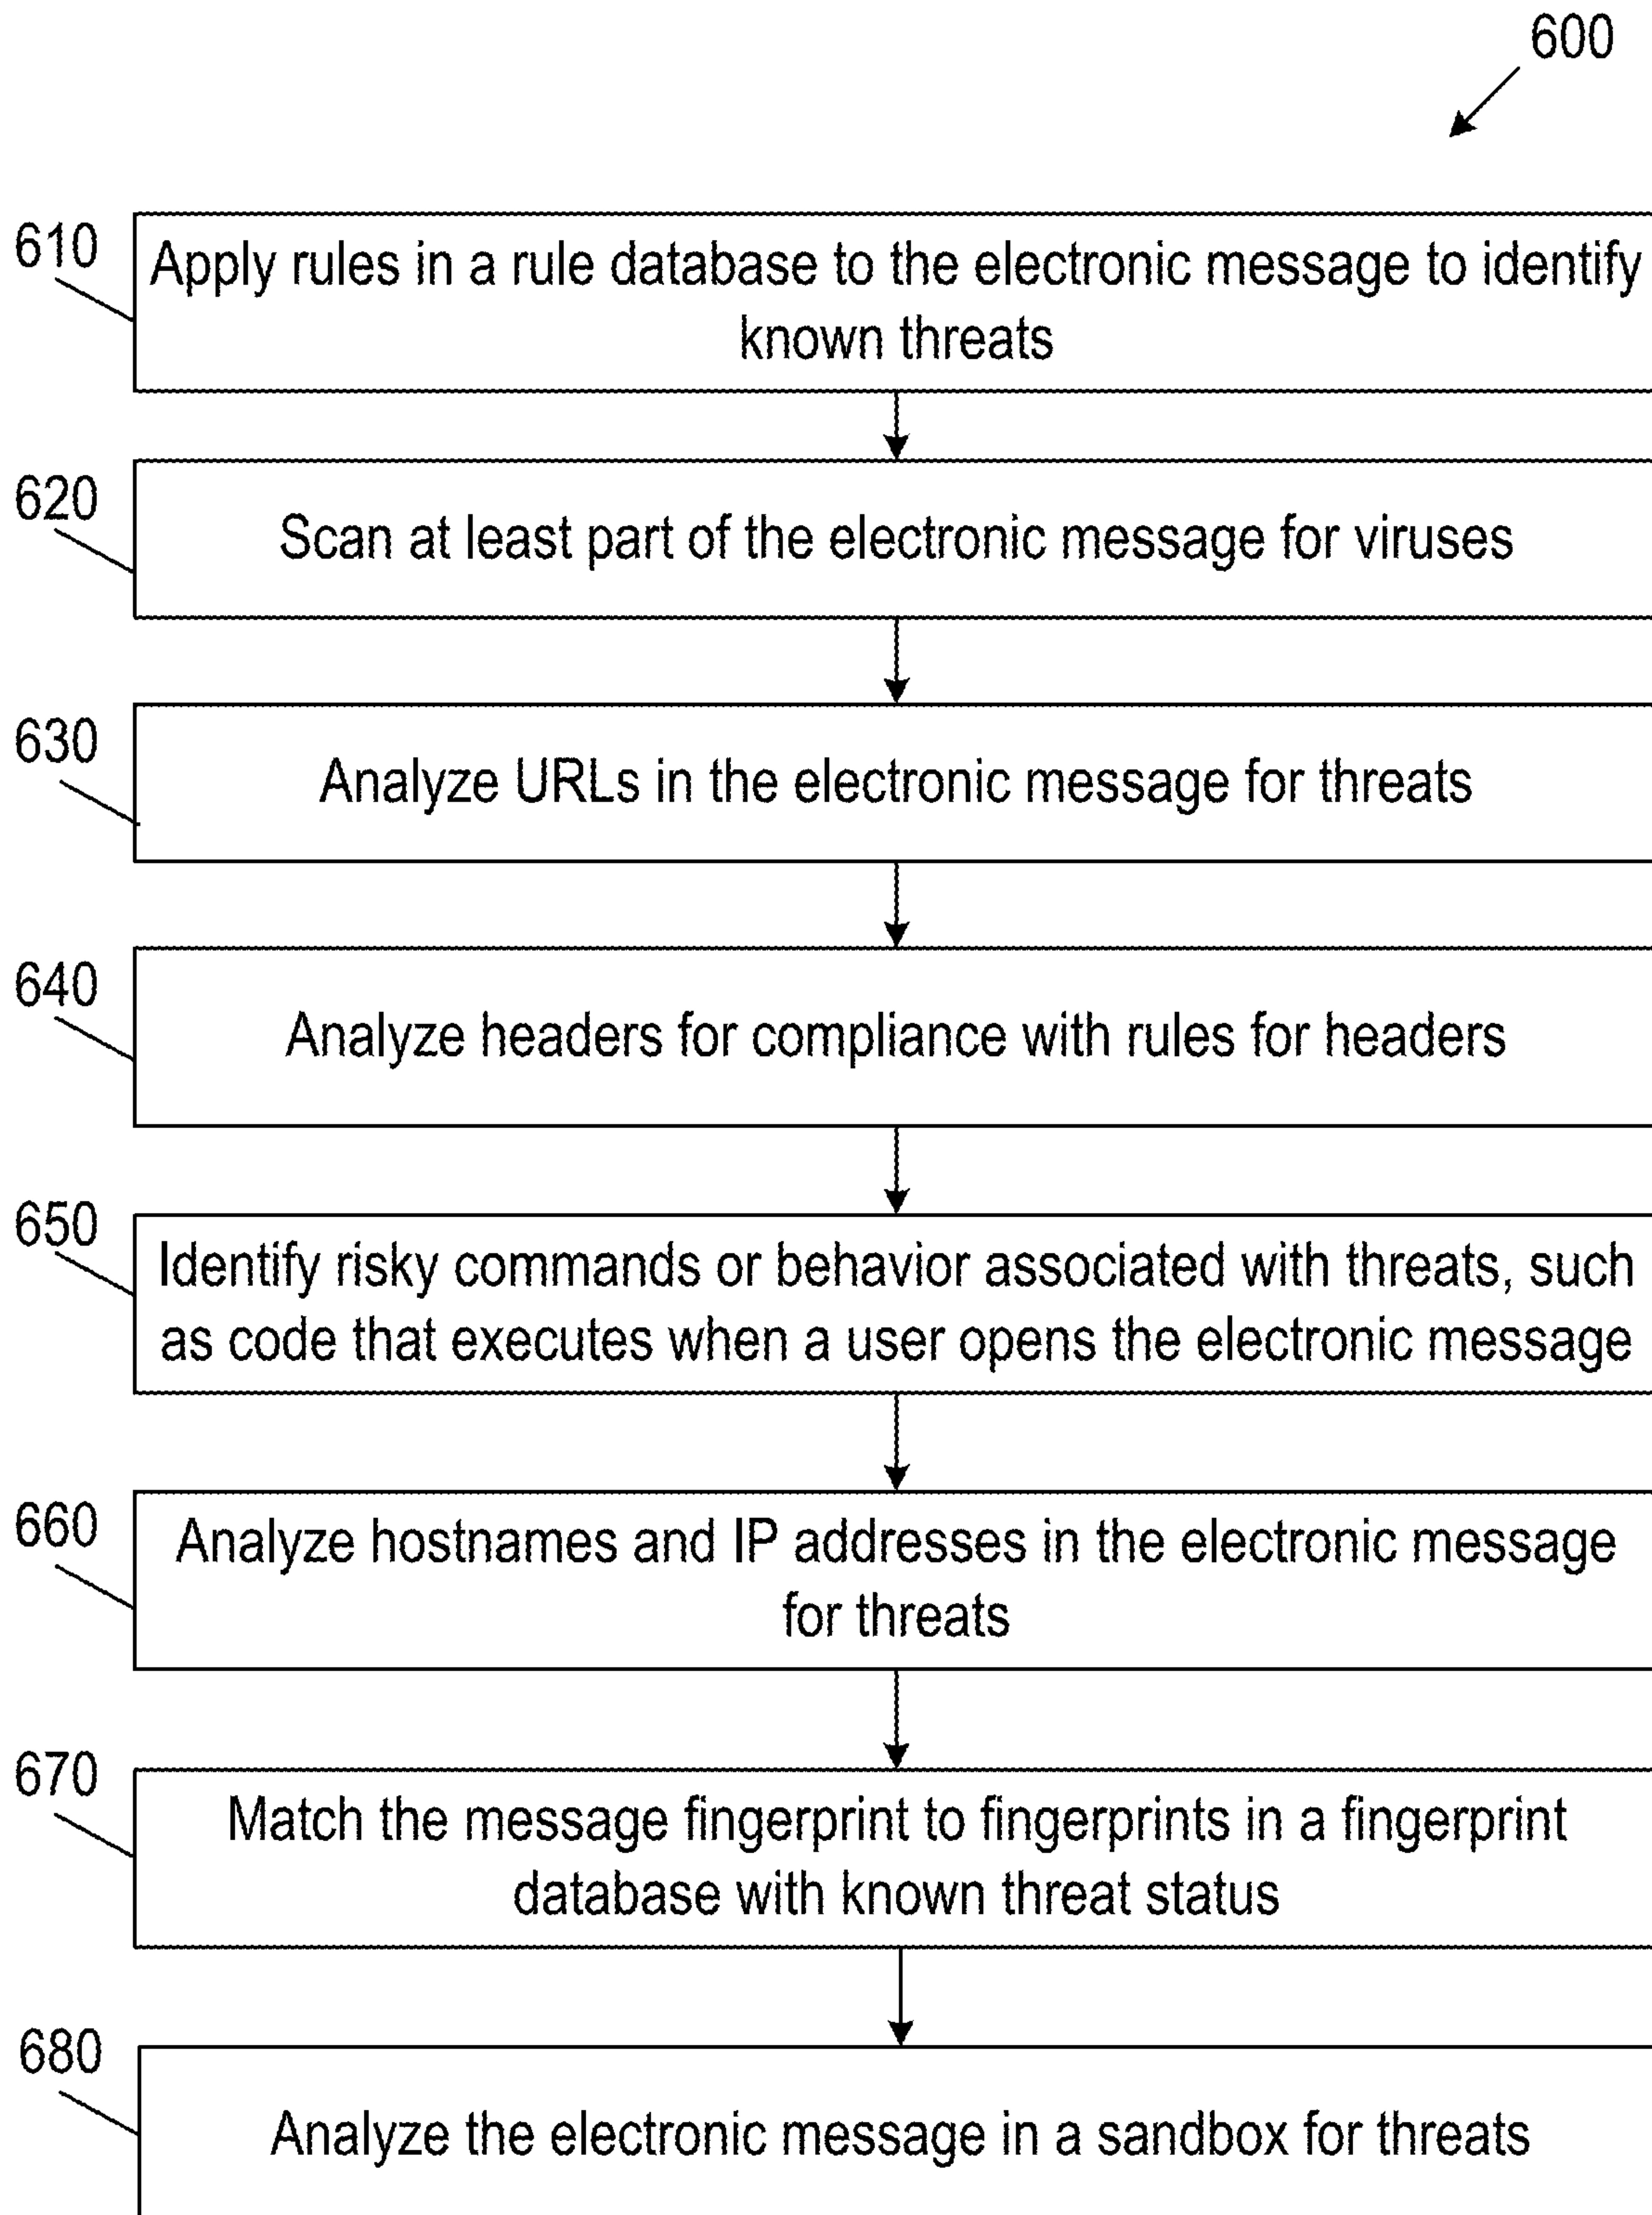 600
610
Apply rules in a rule database to the electronic message to identify
known threats
620
Scan at least part of the electronic message for viruses
630
Analyze URLs in the electronic message for threats
640
Analyze headers for compliance with rules for headers
650
Identify risky commands or behavior associated with threats, such
as code that executes when a user opens the electronic message
660
Analyze hostnames and IP addresses in the electronic message
for threats
670
Match the message fingerprint to fingerprints in a fingerprint
database with known threat status
680
Analyze the electronic message in a sandbox for threats